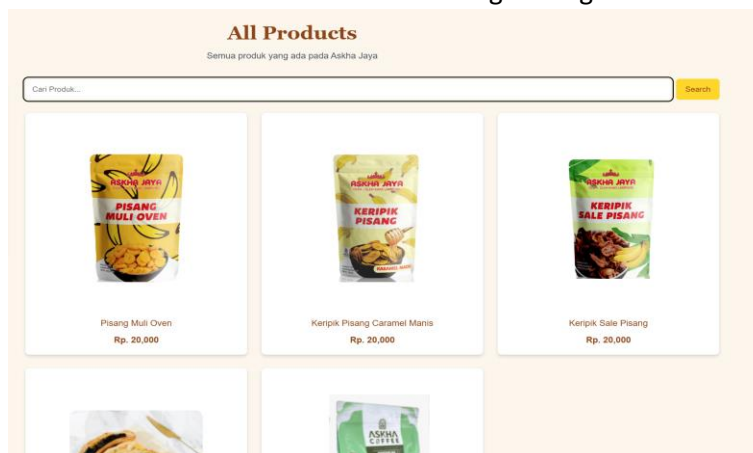 All Products
Semua produk yang ada pada Askha Jaya
Cari Produk...
Search
ASKHA JAYA
PISANG
MULI OVEN
ASKHA JAYA
KERIPIK
PISANG
KARAMEL MANIS
ASKHA JAYA
KERIPIK
SALE PISANG
Pisang Muli Oven
Rp. 20,000
Keripik Pisang Caramel Manis
Rp. 20,000
Keripik Sale Pisang
Rp. 20,000
ASKHA
COFFEE